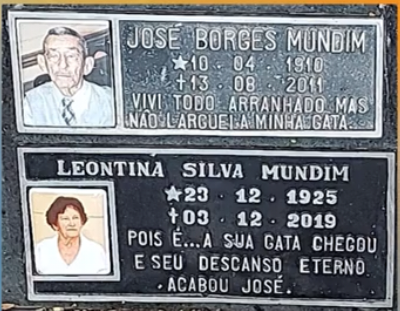 JOSÉ BORGES MUNDIM
★10 · 04 · 1910
✝13 · 08 · 2011
VIVI TODO ARRANHADO MAS
NÃO LARGUEI A MINHA GATA...
LEONTINA SILVA MUNDIM
★23 · 12 · 1925
✝03 · 12 · 2019
POIS É...A SUA GATA CHEGOU
E SEU DESCANSO ETERNO
ACABOU JOSÉ.